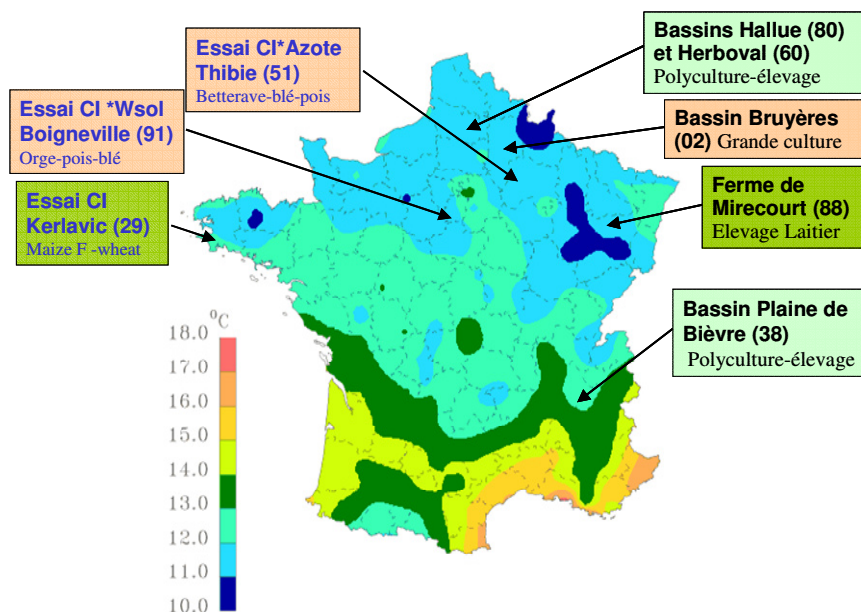 Essai CI*Azote
Thibie (51)
Betterave-blé-pois
Bassins Hallue (80)
et Herboval (60)
Polyculture-élevage
Essai CI *Wsol
Boigneville (91)
Orge-pois-blé
Bassin Bruyères
(02) Grande culture
Essai CI
Kerlavic (29)
Maize F -wheat
Ferme de
Mirecourt (88)
Elevage Laitier
Bassin Plaine de
Bièvre (38)
Polyculture-élevage
°C
18.0
17.0
16.0
15.0
14.0
13.0
12.0
11.0
10.0